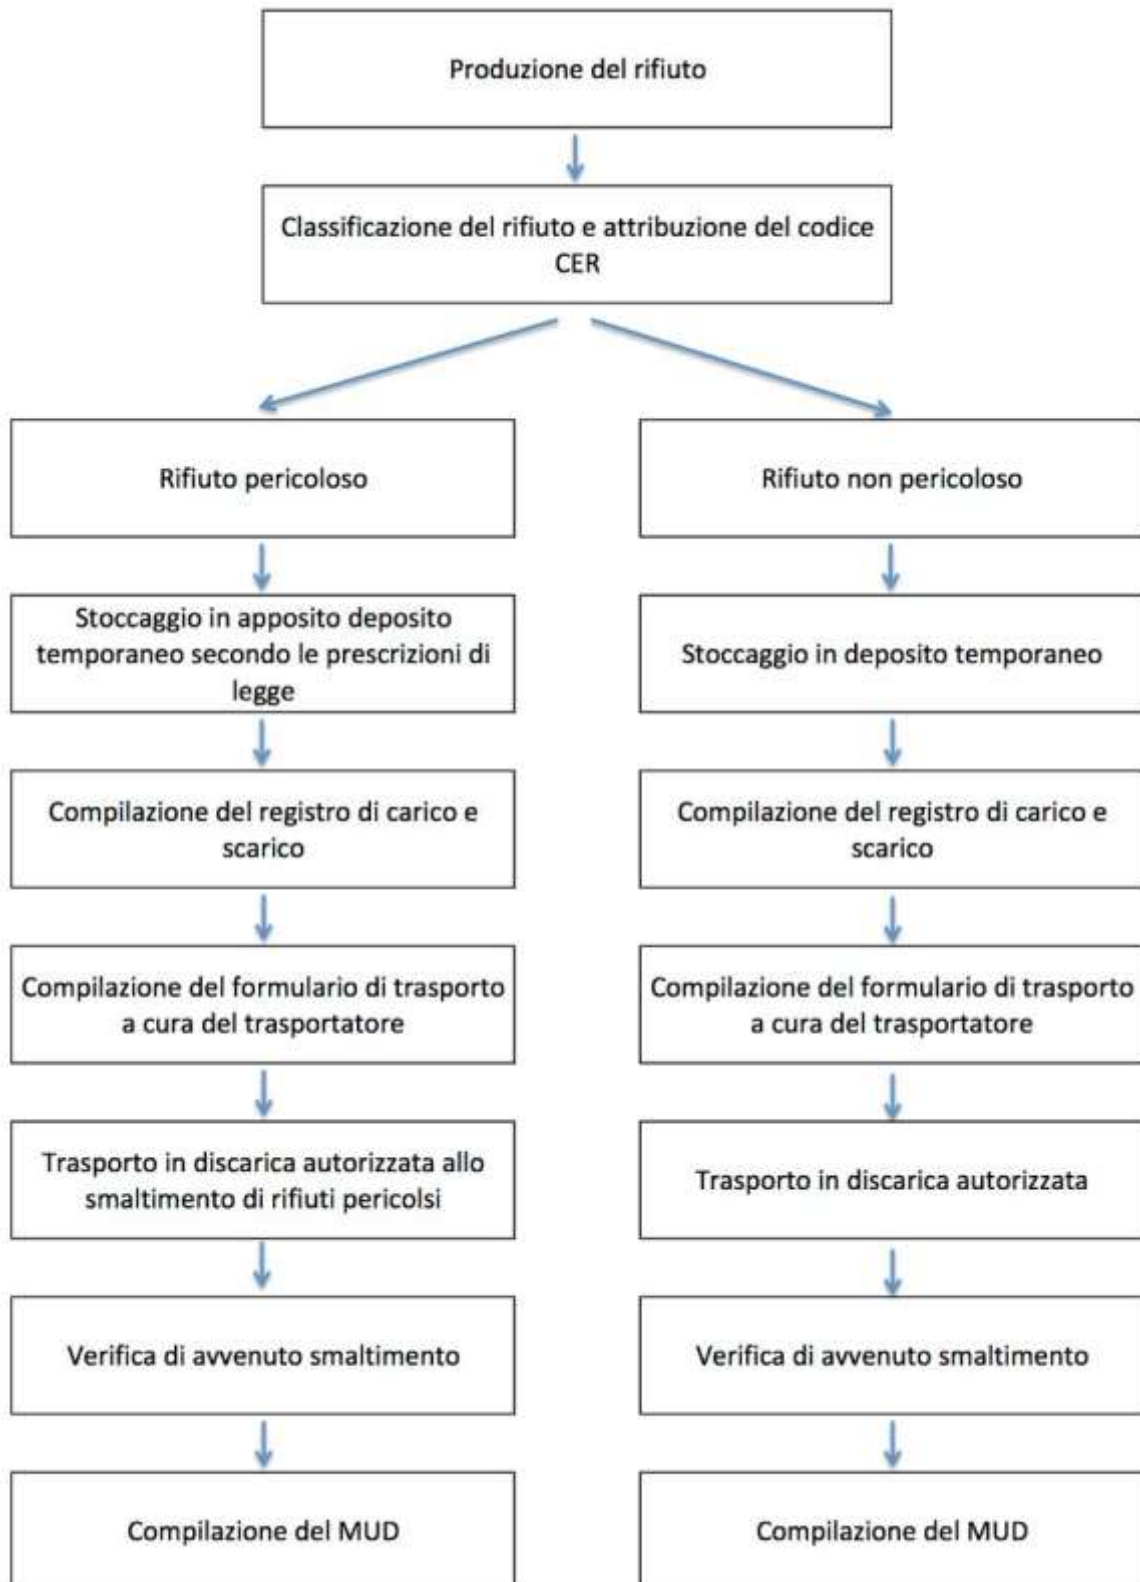 Produzione del rifiuto
Classificazione del rifiuto e attribuzione del codice
CER
Rifiuto pericoloso
Rifiuto non pericoloso
Stoccaggio in apposito deposito
temporaneo secondo le prescrizioni di
legge
Stoccaggio in deposito temporaneo
Compilazione del registro di carico e
scarico
Compilazione del registro di carico e
scarico
Compilazione del formulario di trasporto
a cura del trasportatore
Compilazione del formulario di trasporto
a cura del trasportatore
Trasporto in discarica autorizzata allo
smaltimento di rifiuti pericolsi
Trasporto in discarica autorizzata
Verifica di avvenuto smaltimento
Verifica di avvenuto smaltimento
Compilazione del MUD
Compilazione del MUD